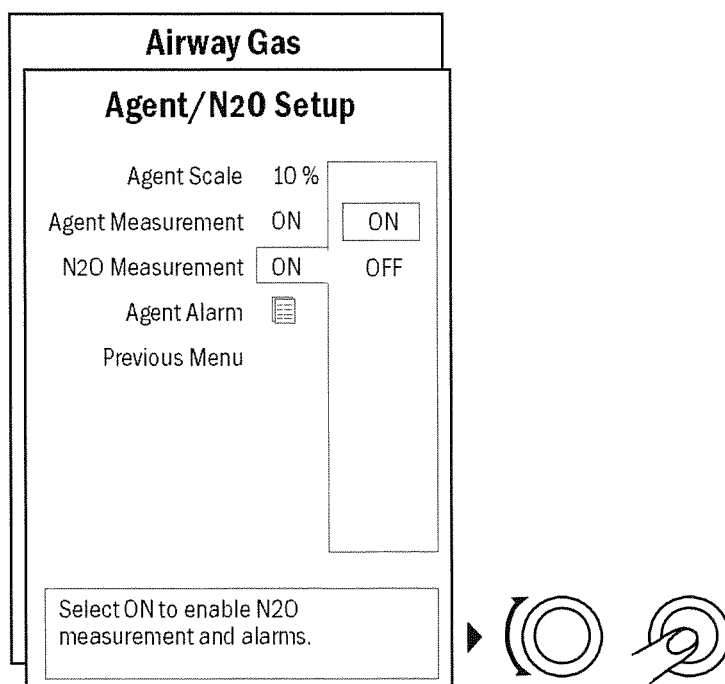 Airway Gas
Agent/N2O Setup
Agent Scale 10 %
Agent Measurement ON ON
N2O Measurement ON OFF
Agent Alarm
Previous Menu
Select ON to enable N2O
measurement and alarms.